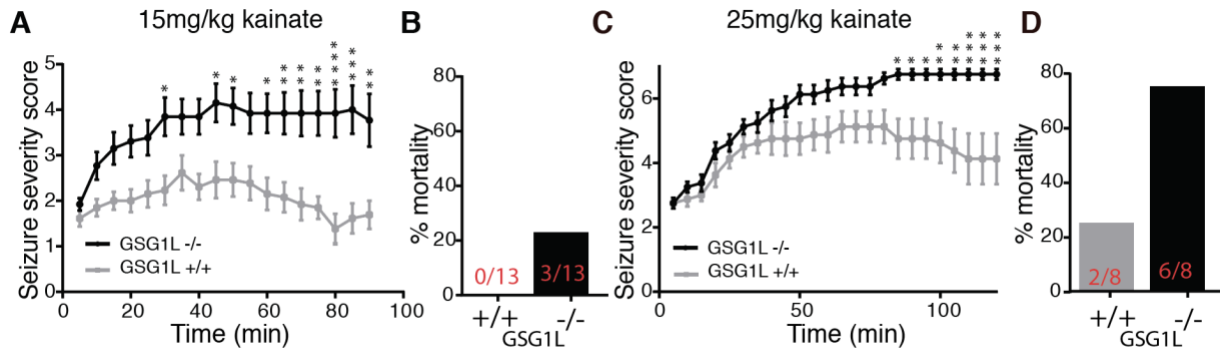 A
15mg/kg kainate
Seizure severity score
5
4
3
2
1
0
* * * * * ** ** ** **** *** **
GSG1L -/-
GSG1L +/+
0 20 40 60 80 100
Time (min)
B
% mortality
80
60
40
20
0
0/13 3/13
+/+ -/-
GSG1L
C
25mg/kg kainate
Seizure severity score
6
4
2
0
* * * ** ** *** **** ****
GSG1L -/-
GSG1L +/+
0 50 100
Time (min)
D
% mortality
80
60
40
20
0
2/8 6/8
+/+ -/-
GSG1L